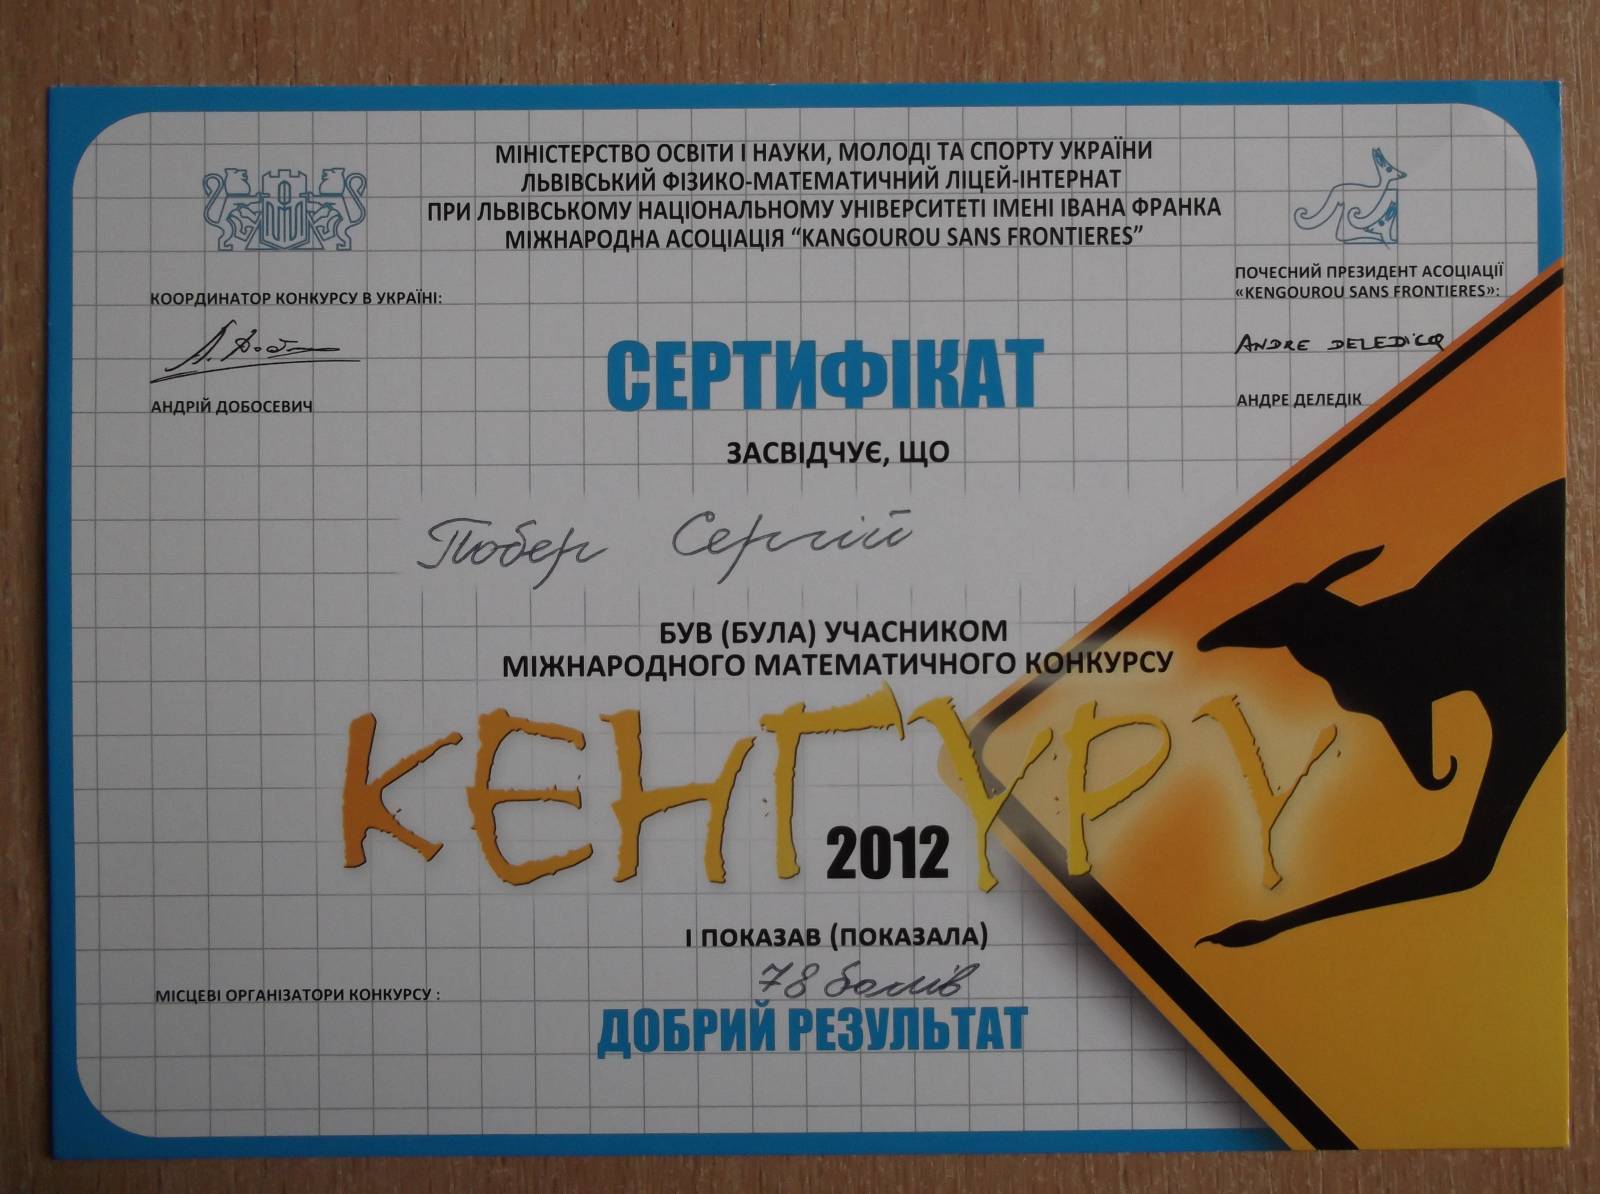 МІНІСТЕРСТВО ОСВІТИ І НАУКИ, МОЛОДІ ТА СПОРТУ УКРАЇНИ
ЛЬВІВСЬКИЙ ФІЗИКО-МАТЕМАТИЧНИЙ ЛІЦЕЙ-ІНТЕРНАТ
ПРИ ЛЬВІВСЬКОМУ НАЦІОНАЛЬНОМУ УНІВЕРСИТЕТІ ІМЕНІ ІВАНА ФРАНКА
МІЖНАРОДНА АСОЦІАЦІЯ “KANGOUROU SANS FRONTIERES”
КООРДИНАТОР КОНКУРСУ В УКРАЇНІ:
АНДРІЙ ДОБОСЕВИЧ
ПОЧЕСНИЙ ПРЕЗИДЕНТ АСОЦІАЦІЇ
«KENGOUROU SANS FRONTIERES»:
ANDRE DELEDICQ
АНДРЕ ДЕЛЕДІК
СЕРТИФІКАТ
ЗАСВІДЧУЄ, ЩО
Побер Сергій
БУВ (БУЛА) УЧАСНИКОМ
МІЖНАРОДНОГО МАТЕМАТИЧНОГО КОНКУРСУ
КЕНГУРУ
2012
І ПОКАЗАВ (ПОКАЗАЛА)
78 балів
ДОБРИЙ РЕЗУЛЬТАТ
МІСЦЕВІ ОРГАНІЗАТОРИ КОНКУРСУ :